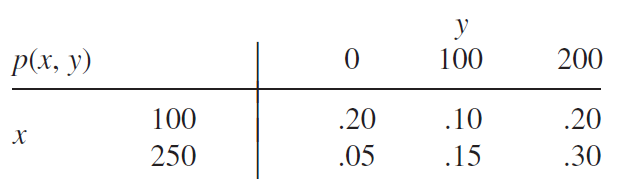 y
p(x, y) 0 100 200
100 .20 .10 .20
x
250 .05 .15 .30